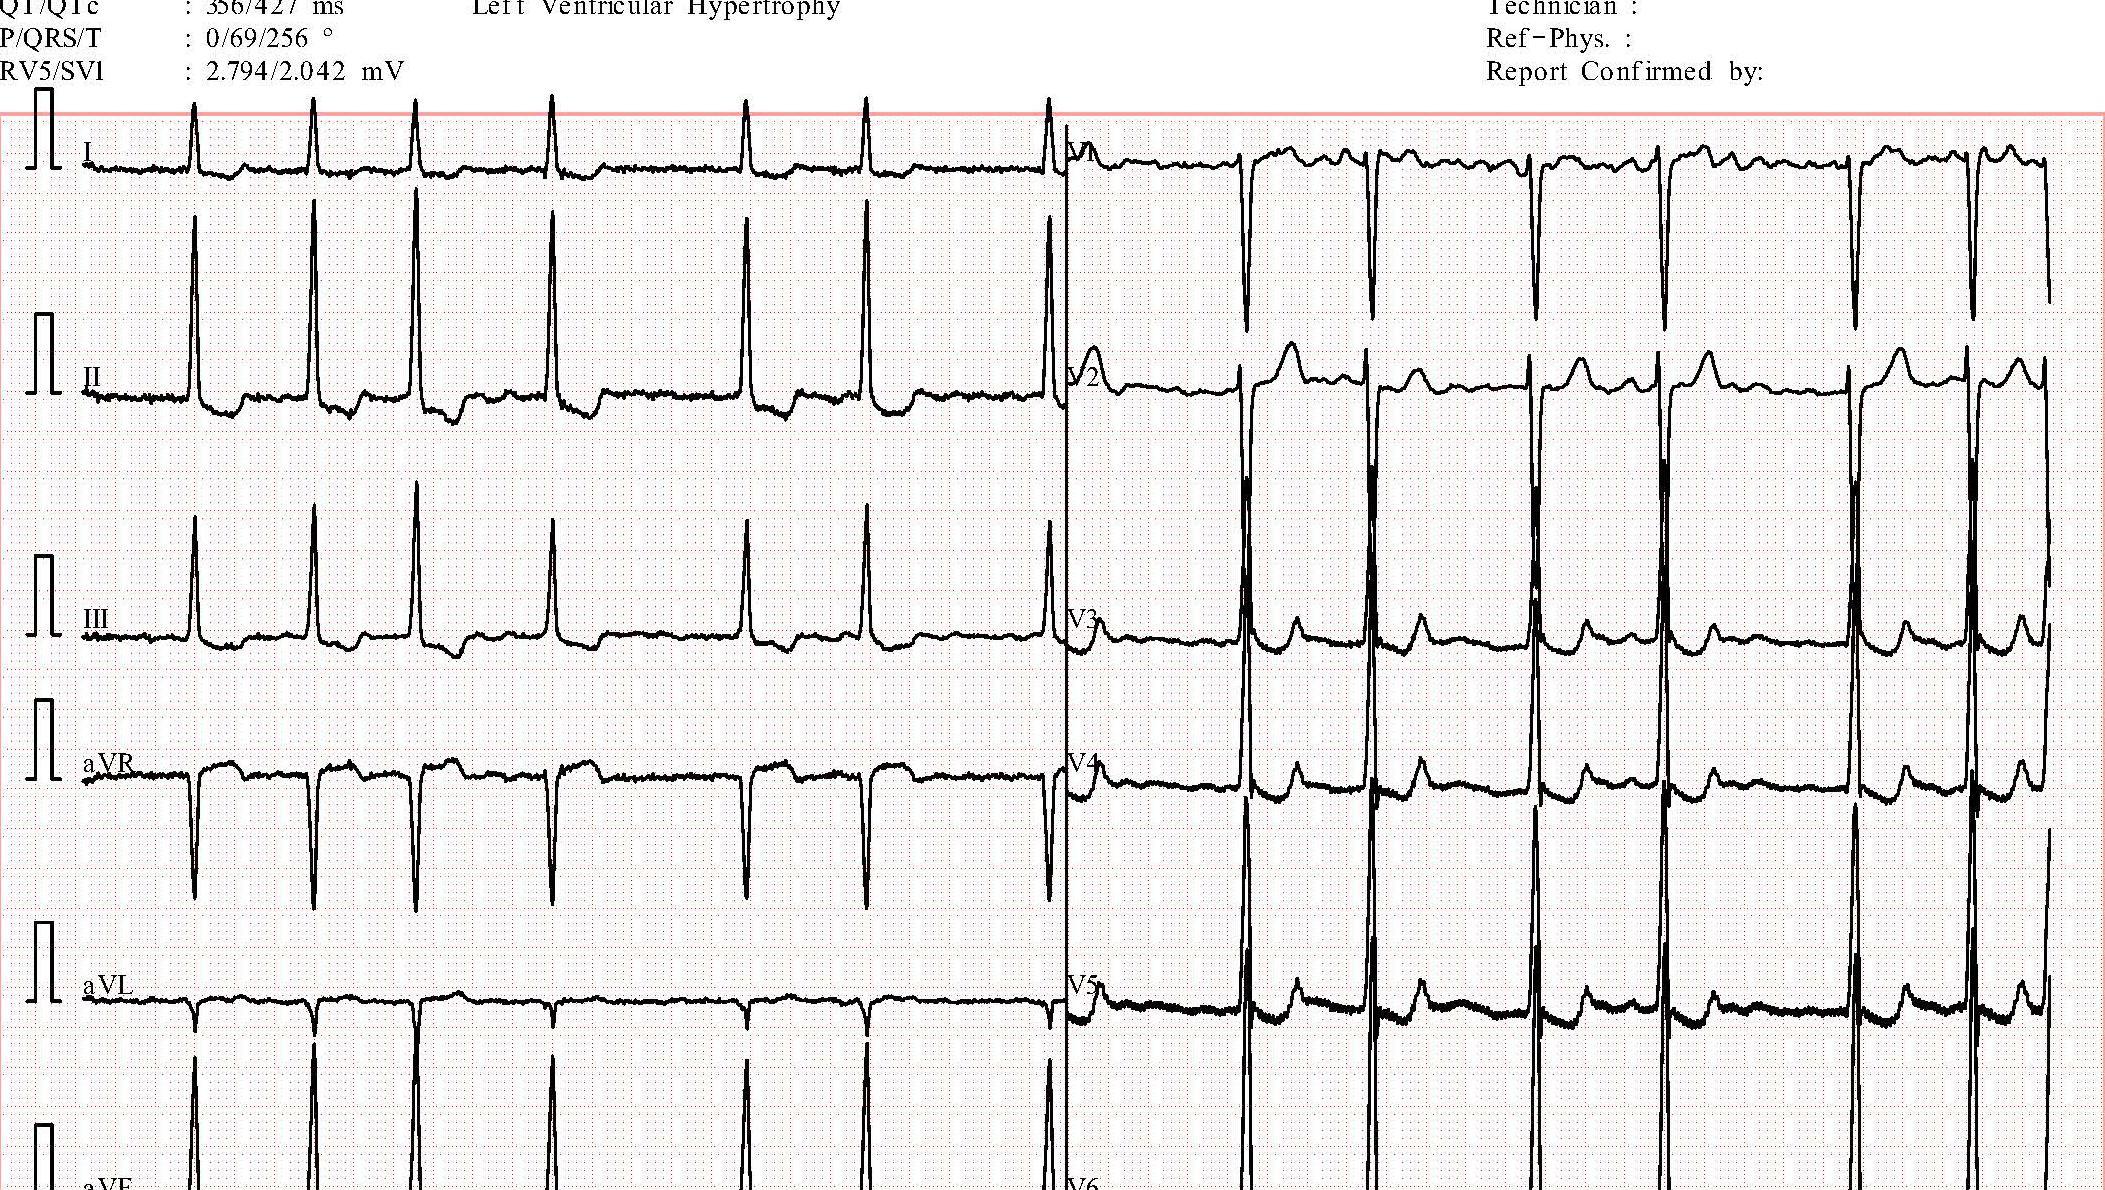 QT/QTc : 356/427 ms Left Ventricular Hypertrophy Technician :
P/QRS/T : 0/69/256 ° Ref-Phys. :
RV5/SV1 : 2.794/2.042 mV Report Confirmed by:
I V1
II V2
III V3
aVR V4
aVL V5
aVF V6